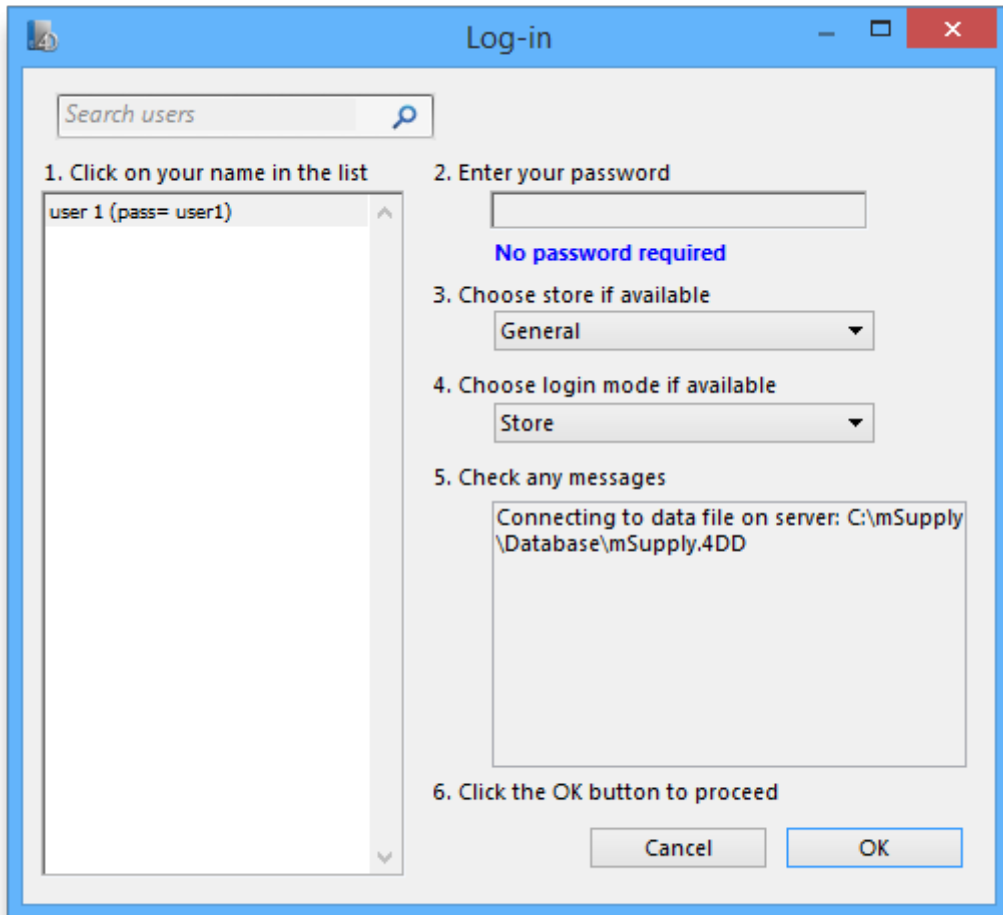 Log-in
Search users
1. Click on your name in the list
user 1 (pass= user1)
2. Enter your password
No password required
3. Choose store if available
General
4. Choose login mode if available
Store
5. Check any messages
Connecting to data file on server: C:\mSupply
\Database\mSupply.4DD
6. Click the OK button to proceed
Cancel
OK